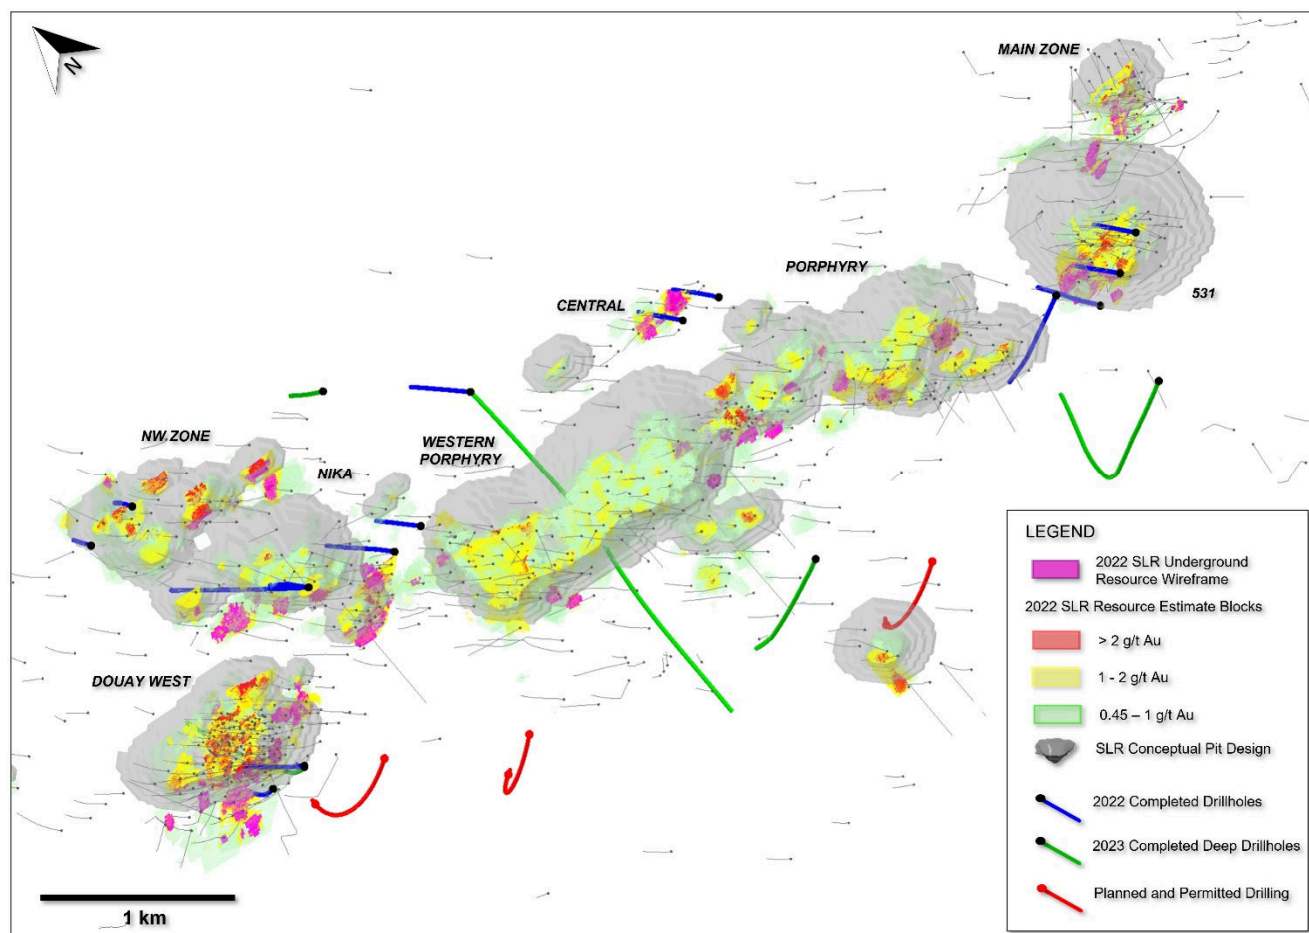 N
MAIN ZONE
PORPHYRY
CENTRAL
531
NW ZONE
NIKA
WESTERN
PORPHYRY
DOUAY WEST
1 km
LEGEND
2022 SLR Underground
Resource Wireframe
2022 SLR Resource Estimate Blocks
> 2 g/t Au
1 - 2 g/t Au
0.45 – 1 g/t Au
SLR Conceptual Pit Design
2022 Completed Drillholes
2023 Completed Deep Drillholes
Planned and Permitted Drilling